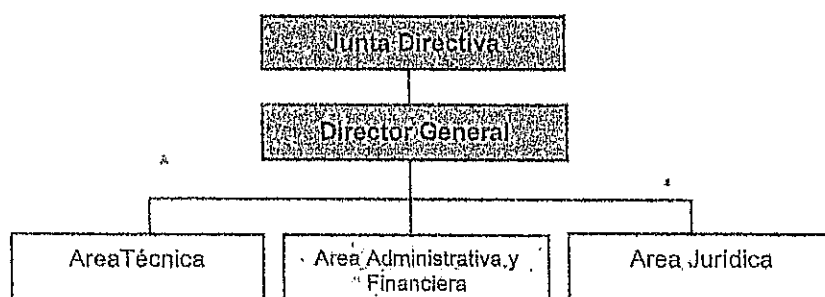 Junta Directiva
Director General
AreaTécnica
Area Administrativa y
Financiera
Area Jurídica